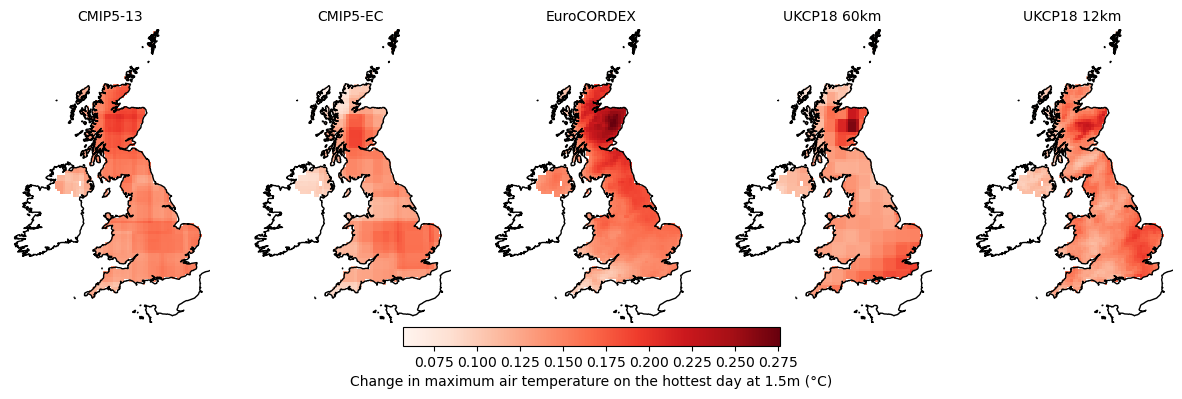 CMIP5-13 CMIP5-EC EuroCORDEX UKCP18 60km UKCP18 12km
0.075 0.100 0.125 0.150 0.175 0.200 0.225 0.250 0.275
Change in maximum air temperature on the hottest day at 1.5m (°C)